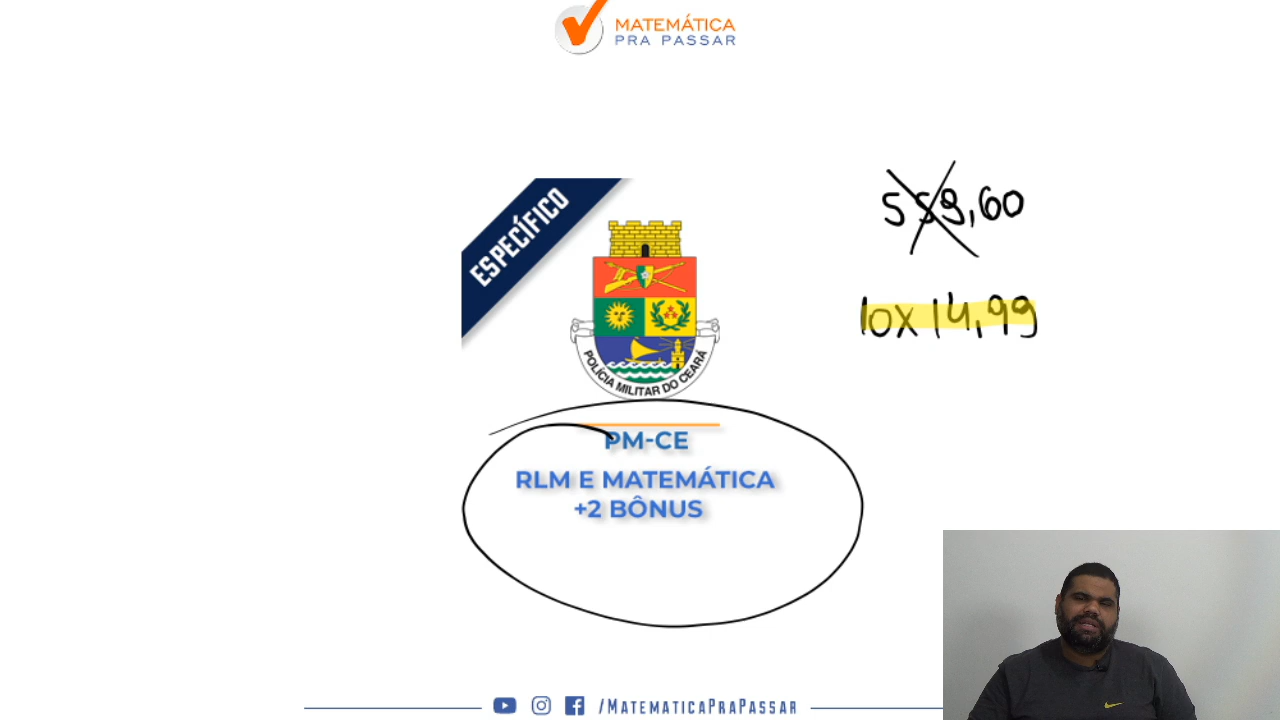 MATEMÁTICA
PRA PASSAR
ESPECÍFICO
559,60
10x 14,99
POLÍCIA MILITAR DO CEARÁ
PM-CE
RLM E MATEMÁTICA
+2 BÔNUS
/MATEMATICAPRAPASSAR